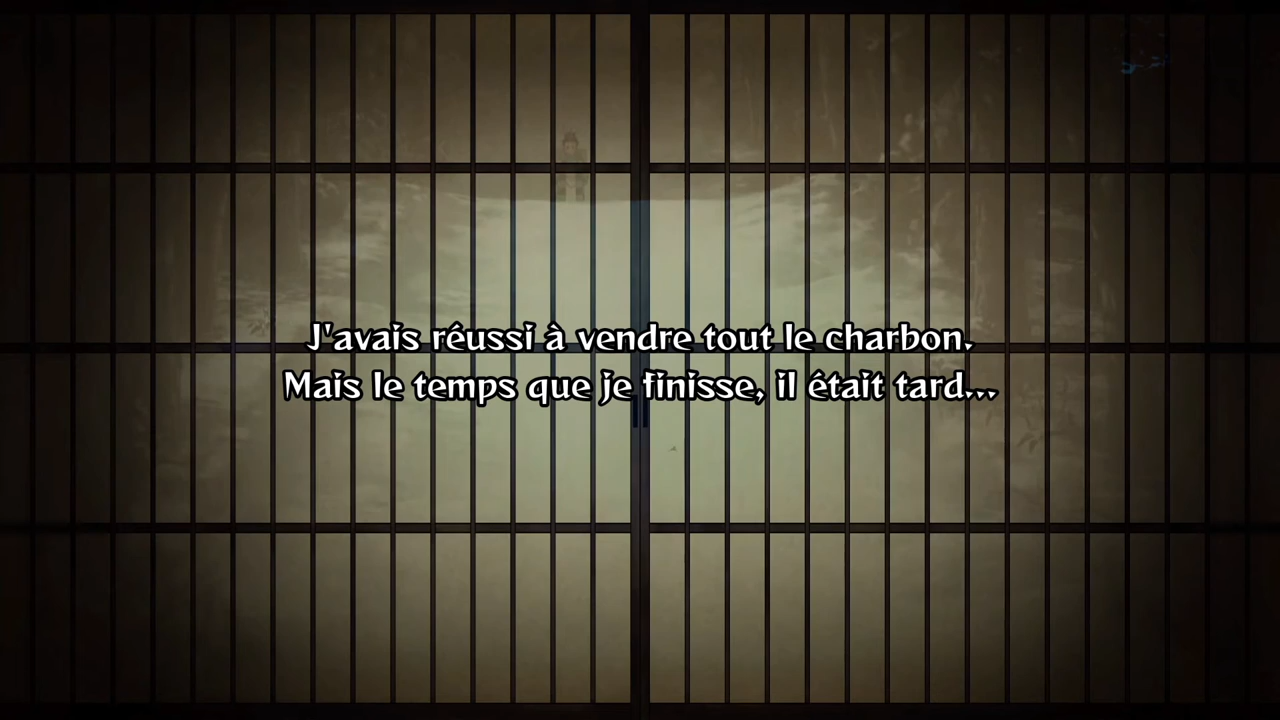 J'avais réussi à vendre tout le charbon.
Mais le temps que je finisse, il était tard...